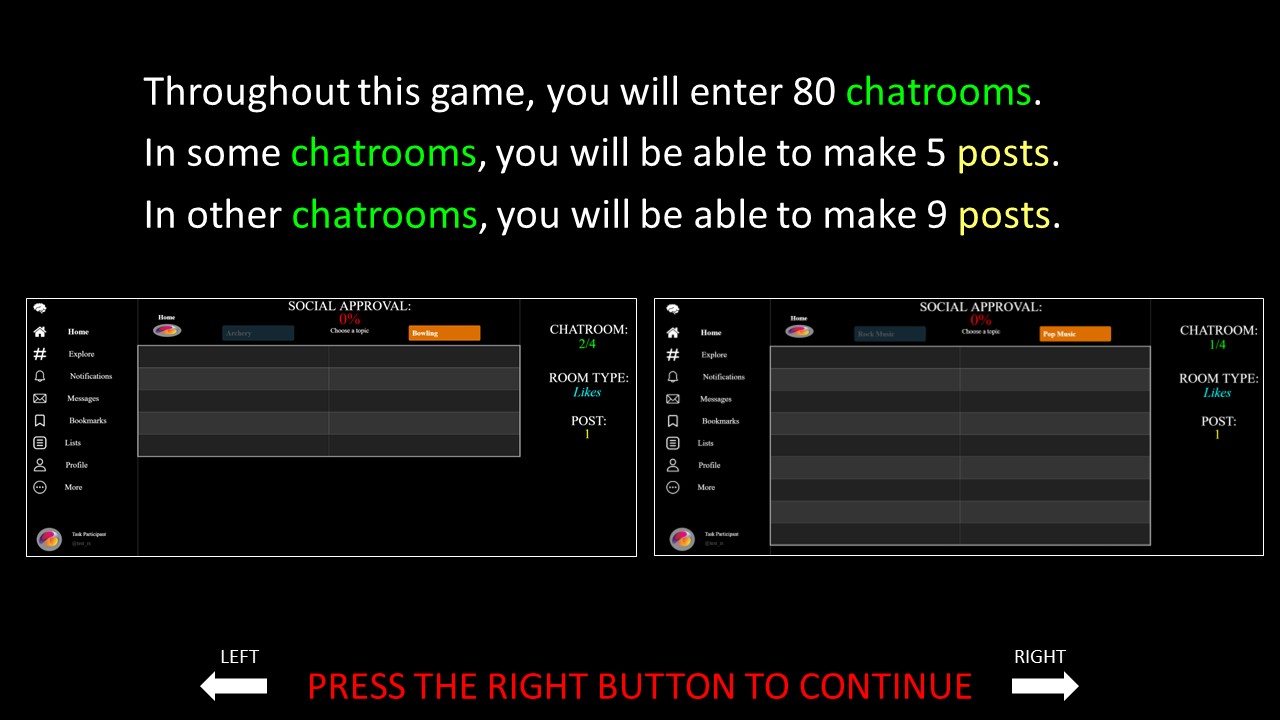 Throughout this game, you will enter 80 chatrooms.
In some chatrooms, you will be able to make 5 posts.
In other chatrooms, you will be able to make 9 posts.
SOCIAL APPROVAL:
0%
Home
Choose a topic
Archery
Bowling
Home
Explore
Notifications
Messages
Bookmarks
Lists
Profile
More
Task Participant
CHATROOM:
2/4
ROOM TYPE:
Likes
POST:
1
SOCIAL APPROVAL:
0%
Home
Choose a topic
Rock Music
Pop Music
Home
Explore
Notifications
Messages
Bookmarks
Lists
Profile
More
Task Participant
CHATROOM:
1/4
ROOM TYPE:
Likes
POST:
1
LEFT
RIGHT
PRESS THE RIGHT BUTTON TO CONTINUE